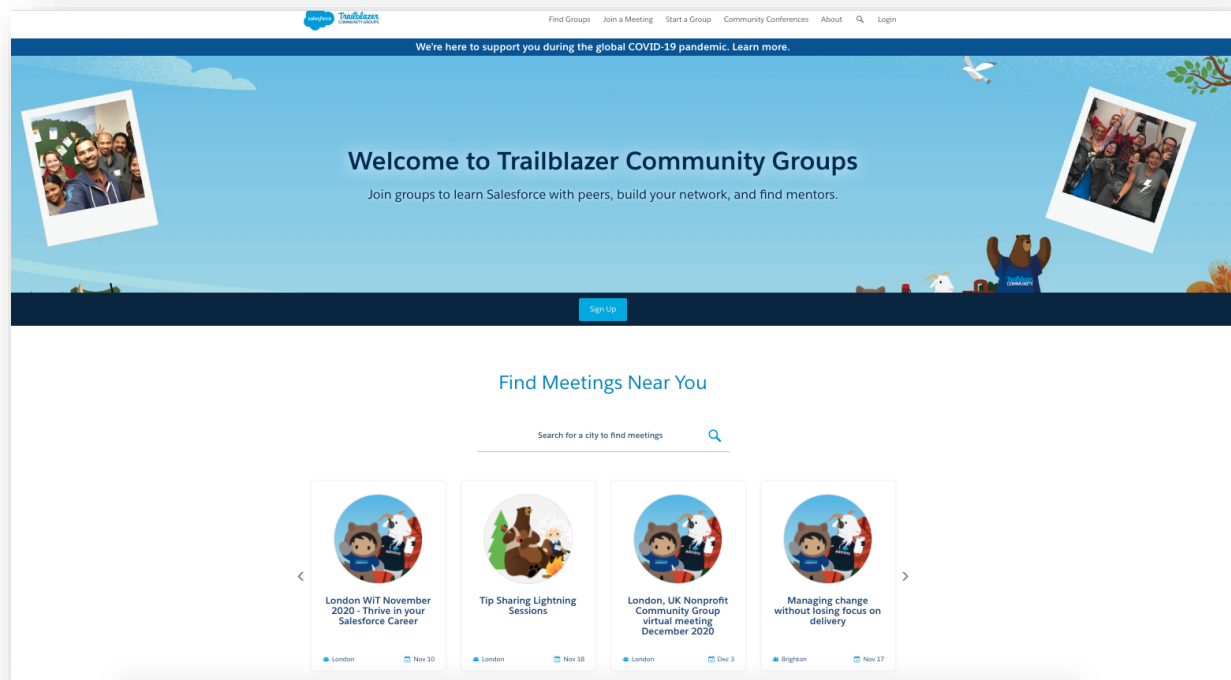 salesforce
Trailblazer
COMMUNITY GROUPS
Find Groups Join a Meeting Start a Group Community Conferences About Login
We're here to support you during the global COVID-19 pandemic. Learn more.
Welcome to Trailblazer Community Groups
Join groups to learn Salesforce with peers, build your network, and find mentors.
COMMUNITY
Sign Up
Find Meetings Near You
Search for a city to find meetings
London WiT November
2020 - Thrive in your
Salesforce Career
London Nov 10
Tip Sharing Lightning
Sessions
London Nov 18
London, UK Nonprofit
Community Group
virtual meeting
December 2020
London Dec 3
Managing change
without losing focus on
delivery
Brighton Nov 17